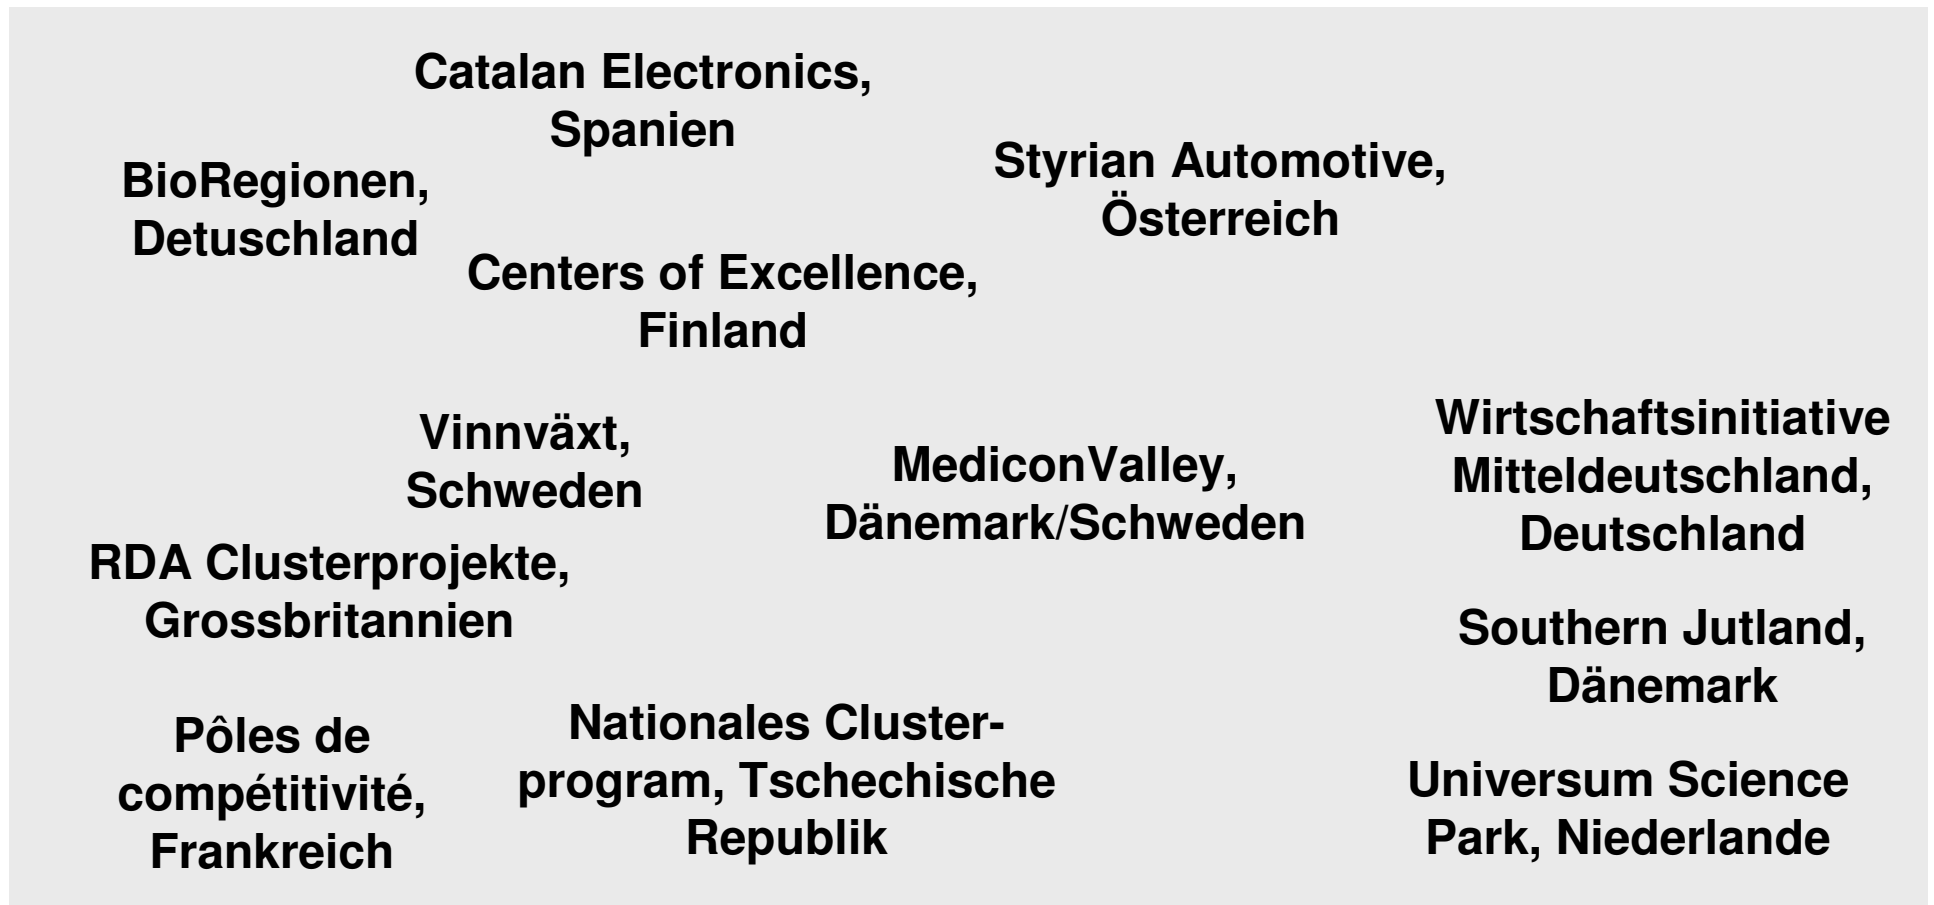 Catalan Electronics,
Spanien
Styrian Automotive,
Österreich
BioRegionen,
Detuschland
Centers of Excellence,
Finland
Vinnväxt,
Schweden
MediconValley,
Dänemark/Schweden
Wirtschaftsinitiative
Mitteldeutschland,
Deutschland
RDA Clusterprojekte,
Grossbritannien
Southern Jutland,
Dänemark
Pôles de
compétitivité,
Frankreich
Nationales Cluster-
program, Tschechische
Republik
Universum Science
Park, Niederlande